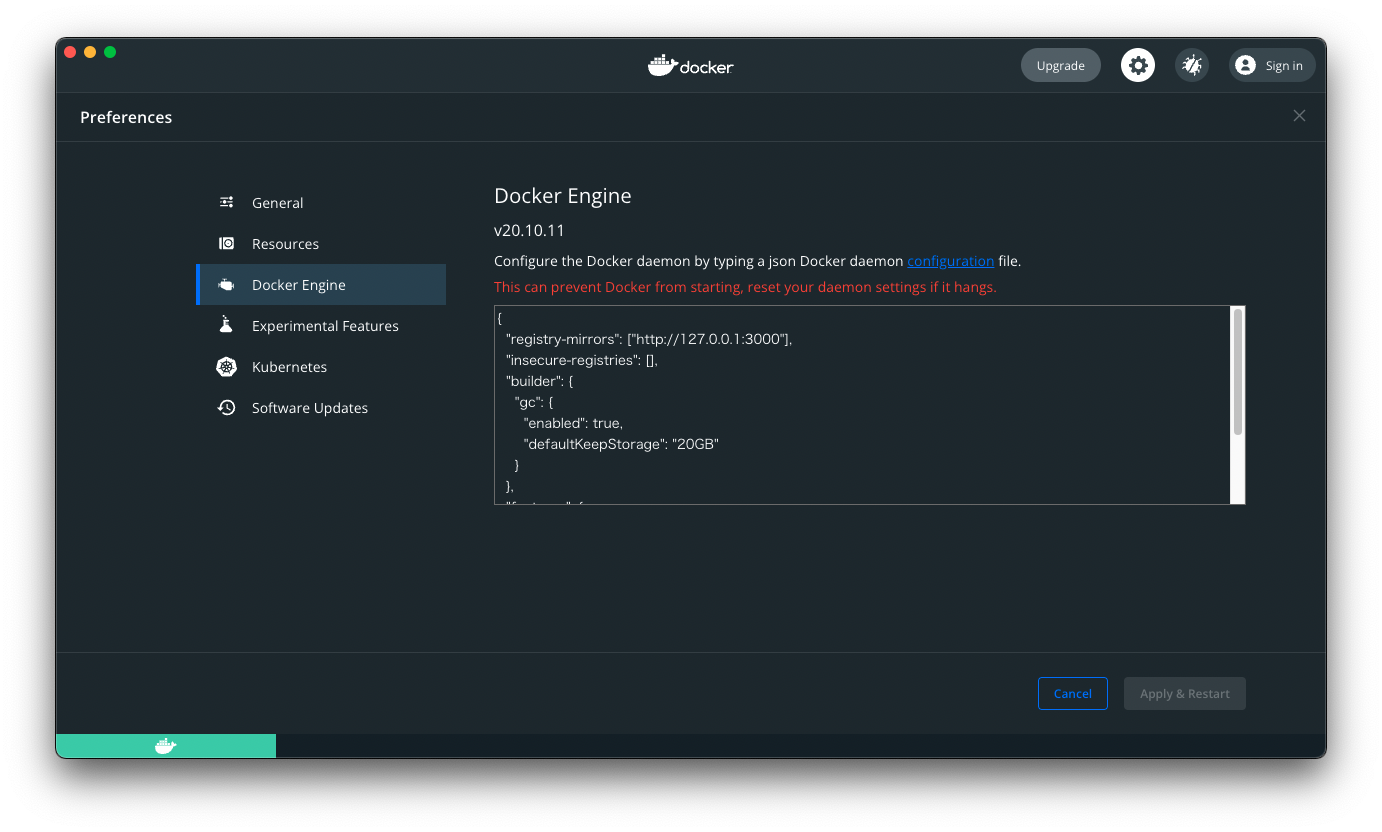 docker
Upgrade
Sign in
Preferences
General
Resources
Docker Engine
Experimental Features
Kubernetes
Software Updates
Docker Engine
v20.10.11
Configure the Docker daemon by typing a json Docker daemon configuration file.
This can prevent Docker from starting, reset your daemon settings if it hangs.
{
"registry-mirrors": ["http://127.0.0.1:3000"],
"insecure-registries": [],
"builder": {
"gc": {
"enabled": true,
"defaultKeepStorage": "20GB"
}
},
Cancel
Apply & Restart